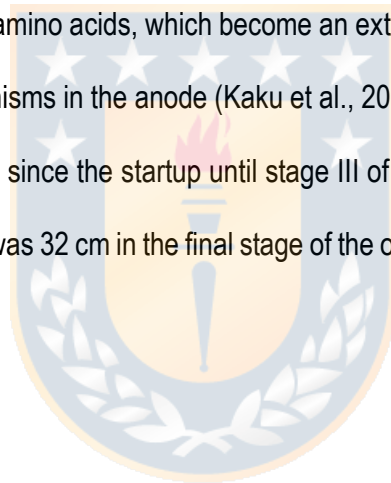 amino acids, which become an ext
nisms in the anode (Kaku et al., 20
since the startup until stage III of
was 32 cm in the final stage of the o